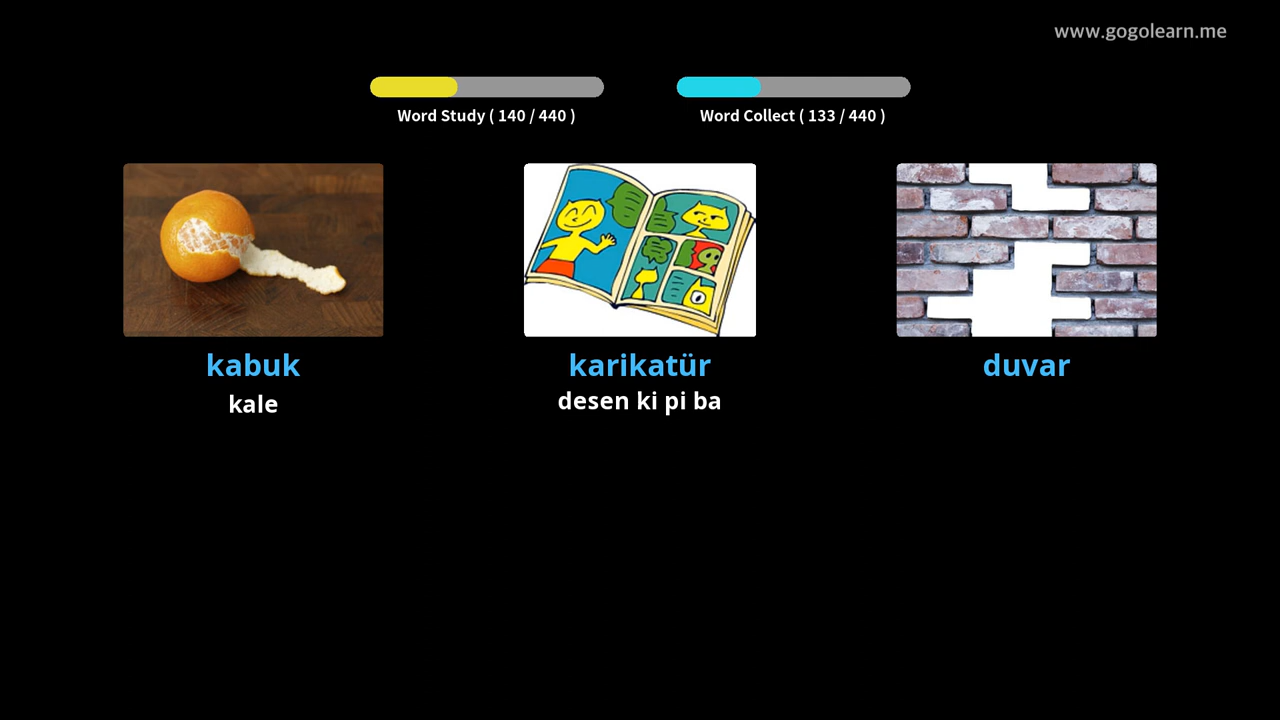 www.gogolearn.me
Word Study ( 140 / 440 )
Word Collect ( 133 / 440 )
kabuk
kale
karikatür
desen ki pi ba
duvar